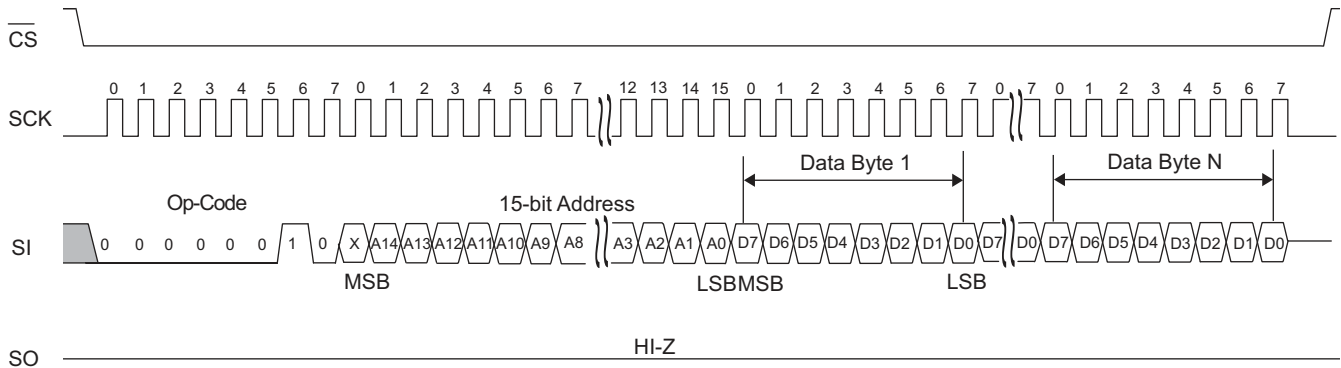 CS
0 1 2 3 4 5 6 7 0 1 2 3 4 5 6 7 12 13 14 15 0 1 2 3 4 5 6 7 0 7 0 1 2 3 4 5 6 7
SCK
Data Byte 1 Data Byte N
Op-Code 15-bit Address
SI 0 0 0 0 0 0 1 0 X A14 A13 A12 A11 A10 A9 A8 A3 A2 A1 A0 D7 D6 D5 D4 D3 D2 D1 D0 D7 D0 D7 D6 D5 D4 D3 D2 D1 D0
MSB LSB MSB LSB
HI-Z
SO